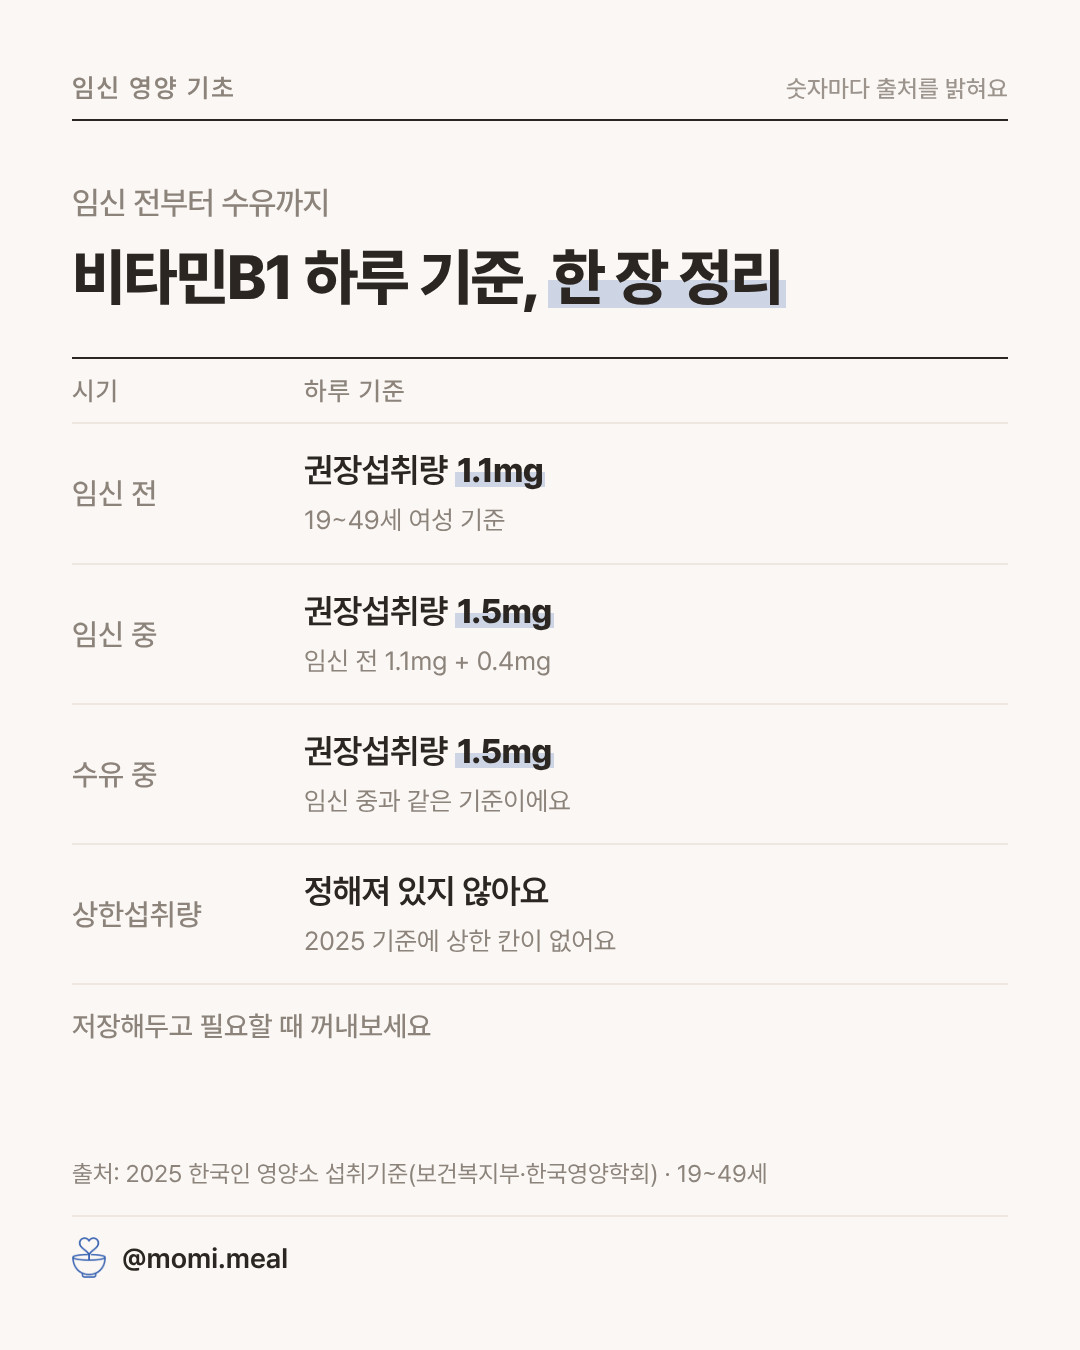 임신 영양 기초
숫자마다 출처를 밝혀요
임신 전부터 수유까지
비타민B1 하루 기준, 한 장 정리
시기
하루 기준
임신 전
권장섭취량 1.1mg
19~49세 여성 기준
임신 중
권장섭취량 1.5mg
임신 전 1.1mg + 0.4mg
수유 중
권장섭취량 1.5mg
임신 중과 같은 기준이에요
상한섭취량
정해져 있지 않아요
2025 기준에 상한 칸이 없어요
저장해두고 필요할 때 꺼내보세요
출처: 2025 한국인 영양소 섭취기준(보건복지부·한국영양학회) · 19~49세
@momi.meal